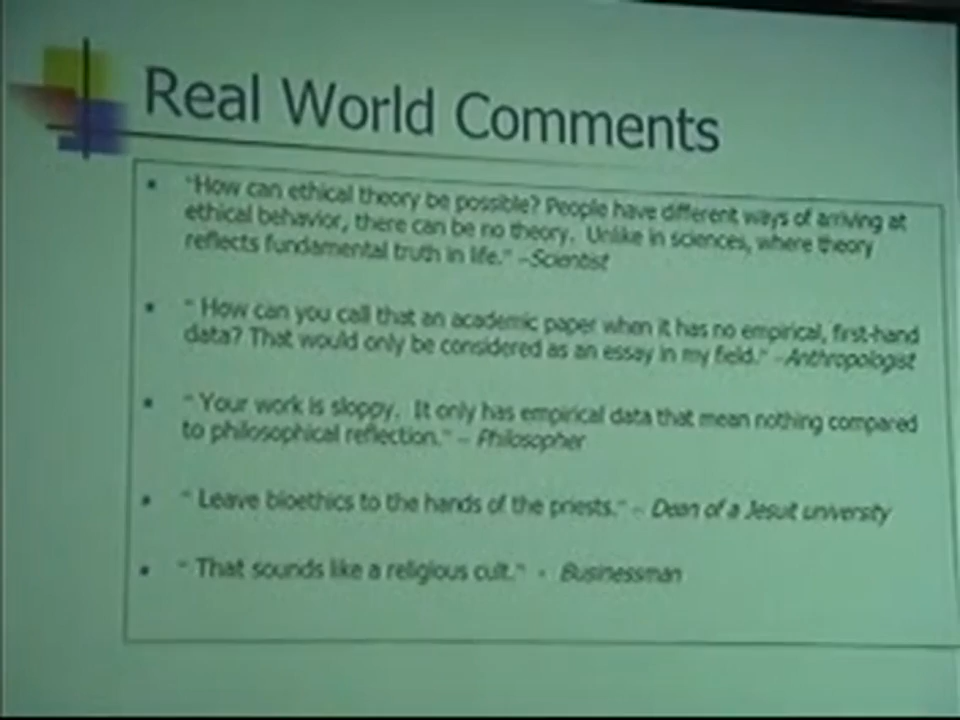 Real World Comments
• "How can ethical theory be possible? People have different ways of arriving at
ethical behavior, there can be no theory. Unlike in sciences, where theory
reflects fundamental truth in life." –Scientist
• " How can you call that an academic paper when it has no empirical, first-hand
data? That would only be considered as an essay in my field." –Anthropologist
• " Your work is sloppy. It only has empirical data that mean nothing compared
to philosophical reflection." – Philosopher
• " Leave bioethics to the hands of the priests." – Dean of a Jesuit university
• " That sounds like a religious cult." - Businessman